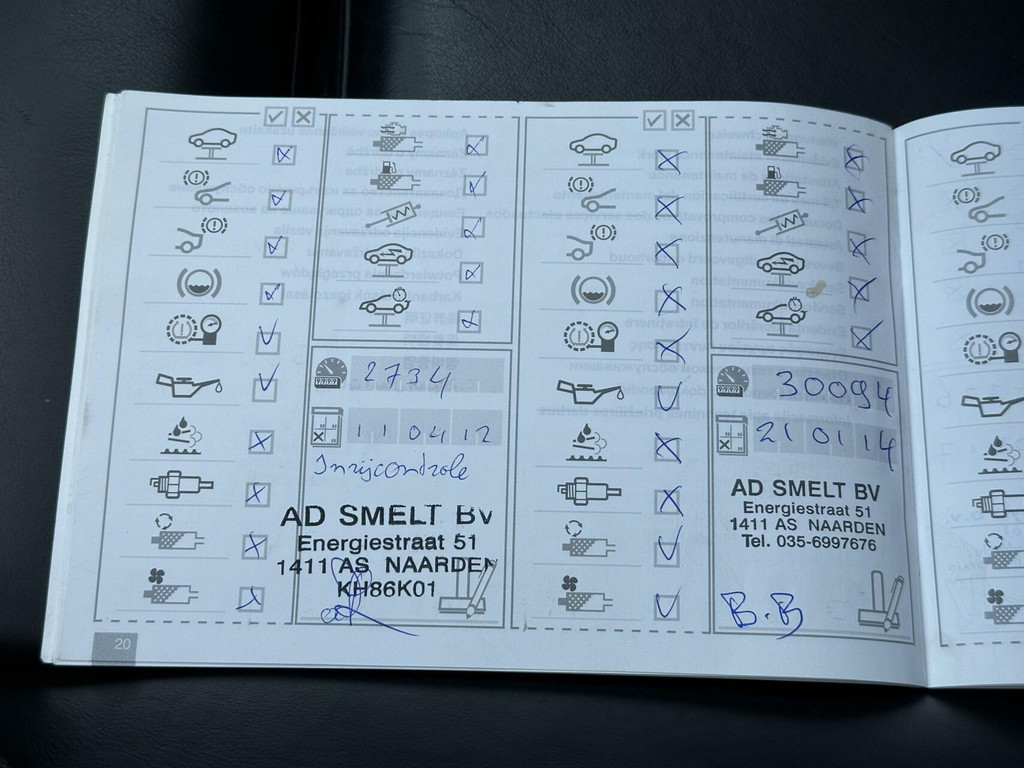 2734
11 04 12
Inrijcontrole
AD SMELT BV
Energiestraat 51
1411 AS NAARDEN
KH86K01
20
30094
21 01 14
AD SMELT BV
Energiestraat 51
1411 AS NAARDEN
Tel. 035-6997676
B.B